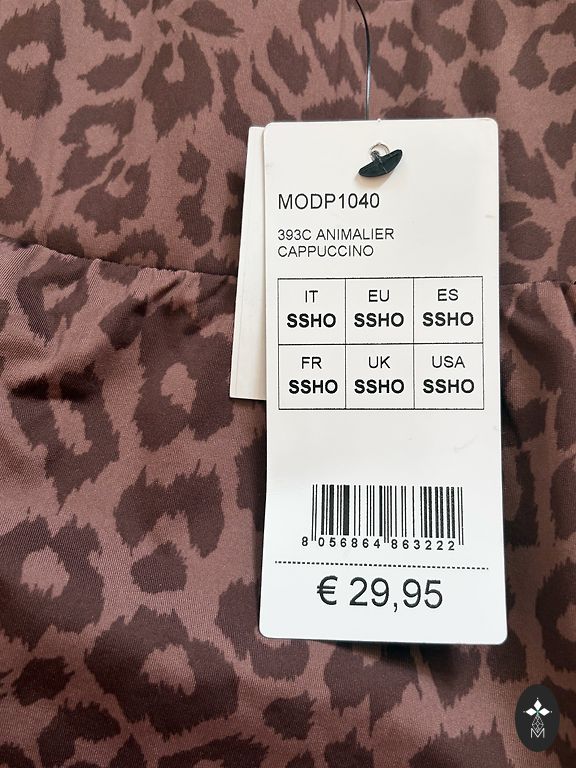 MODP1040
393C ANIMALIER
CAPPUCCINO
IT EU ES
SSHO SSHO SSHO
FR UK USA
SSHO SSHO SSHO
8 056864 863222
€ 29,95
M